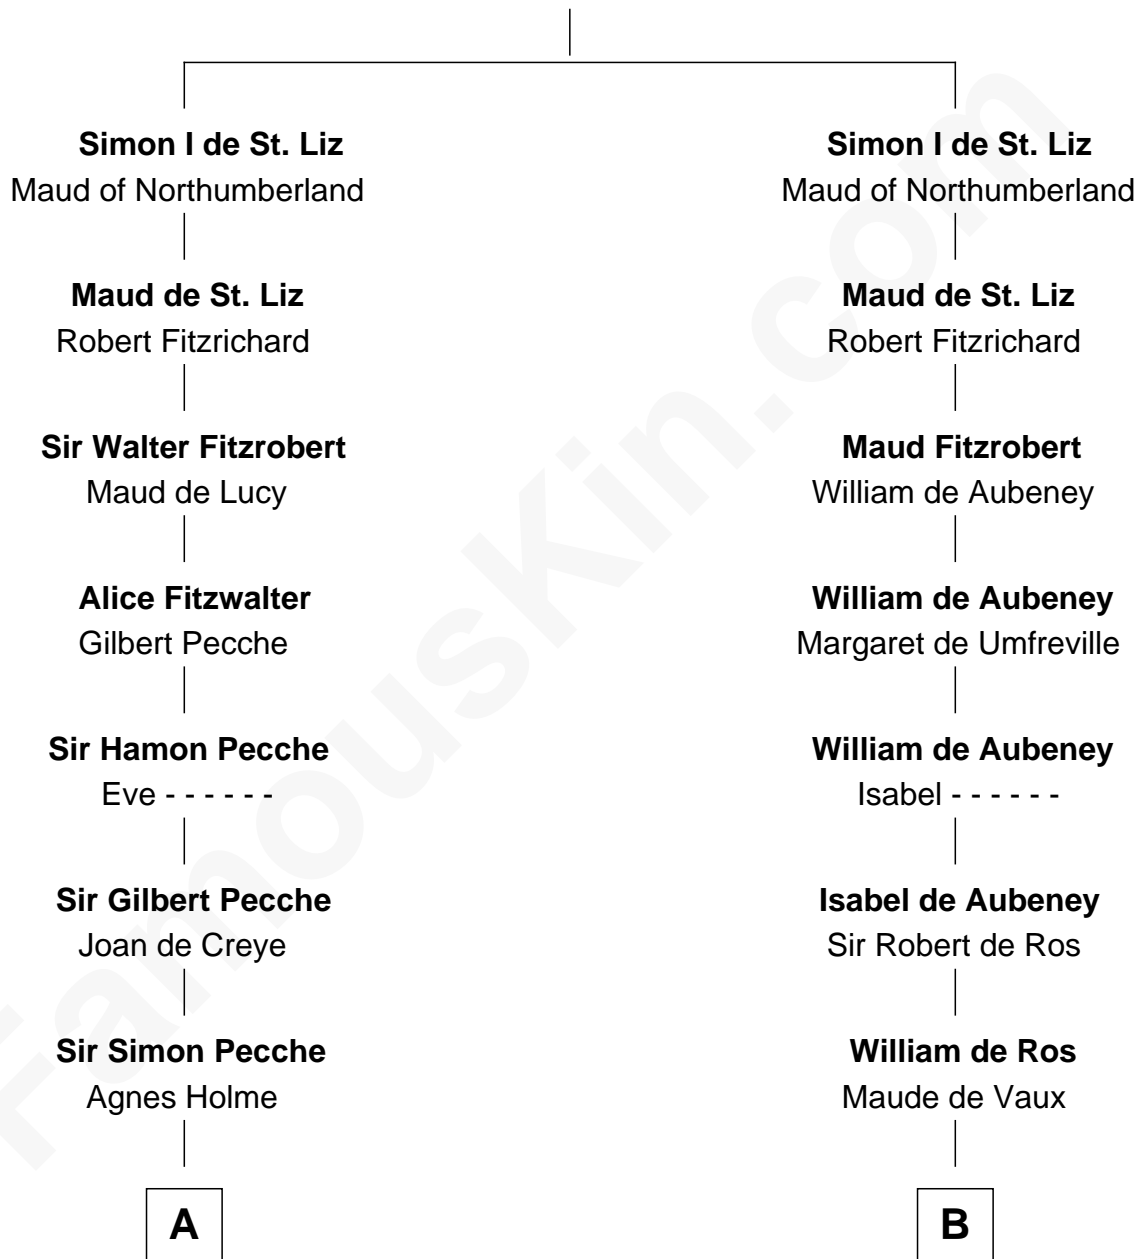 Simon I de St. Liz
Maud of Northumberland
Maud de St. Liz
Robert Fitzrichard
Sir Walter Fitzrobert
Maud de Lucy
Alice Fitzwalter
Gilbert Pecche
Sir Hamon Pecche
Eve - - - - - -
Sir Gilbert Pecche
Joan de Creye
Sir Simon Pecche
Agnes Holme
A
Simon I de St. Liz
Maud of Northumberland
Maud de St. Liz
Robert Fitzrichard
Maud Fitzrobert
William de Aubeney
William de Aubeney
Margaret de Umfreville
William de Aubeney
Isabel - - - - - -
Isabel de Aubeney
Sir Robert de Ros
William de Ros
Maude de Vaux
B
FamousKin.com